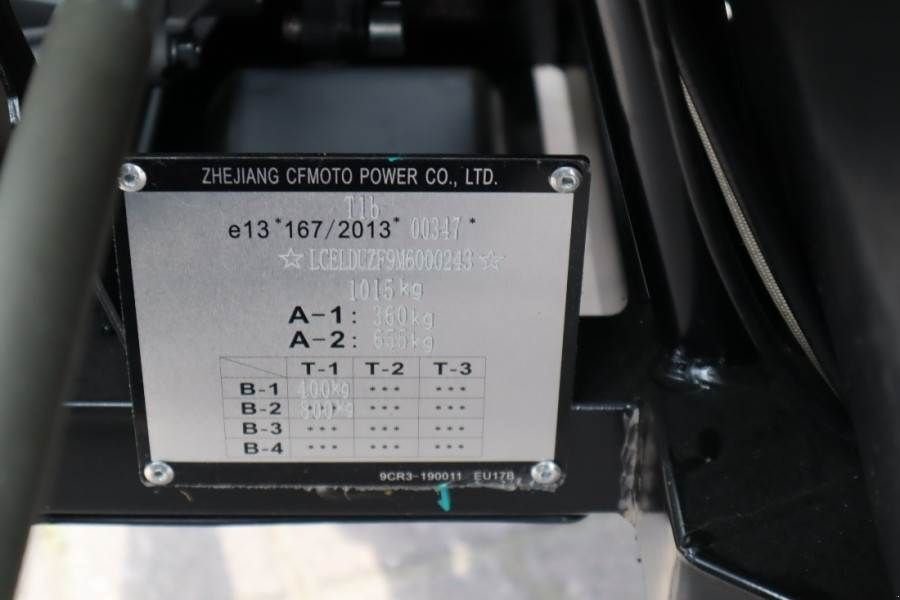 ZHEJIANG CFMOTO POWER CO., LTD.
T1b
e13*167/2013*00347*
☆LCELDUZF9M6000243☆
1015kg
A-1: 360kg
A-2: 655kg
T-1 T-2 T-3
B-1 400kg *** ***
B-2 800kg *** ***
B-3 *** *** ***
B-4 *** *** ***
9CR3-190011 EU17B